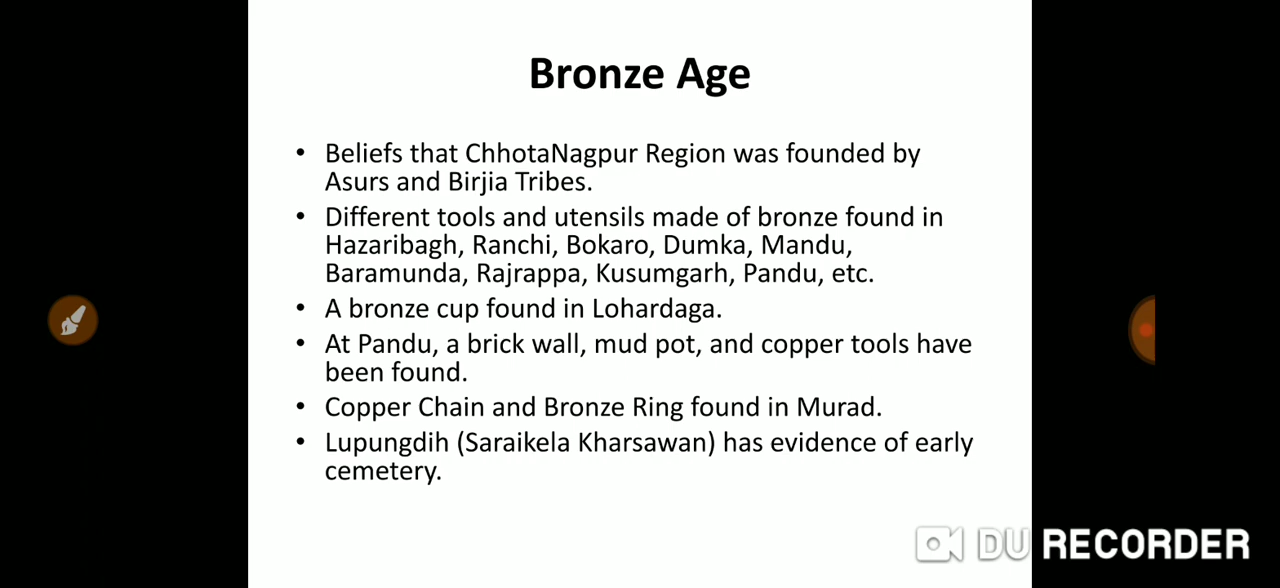 Bronze Age
• Beliefs that ChhotaNagpur Region was founded by
Asurs and Birjia Tribes.
• Different tools and utensils made of bronze found in
Hazaribagh, Ranchi, Bokaro, Dumka, Mandu,
Baramunda, Rajrappa, Kusumgarh, Pandu, etc.
• A bronze cup found in Lohardaga.
• At Pandu, a brick wall, mud pot, and copper tools have
been found.
• Copper Chain and Bronze Ring found in Murad.
• Lupungdih (Saraikela Kharsawan) has evidence of early
cemetery.
DU RECORDER